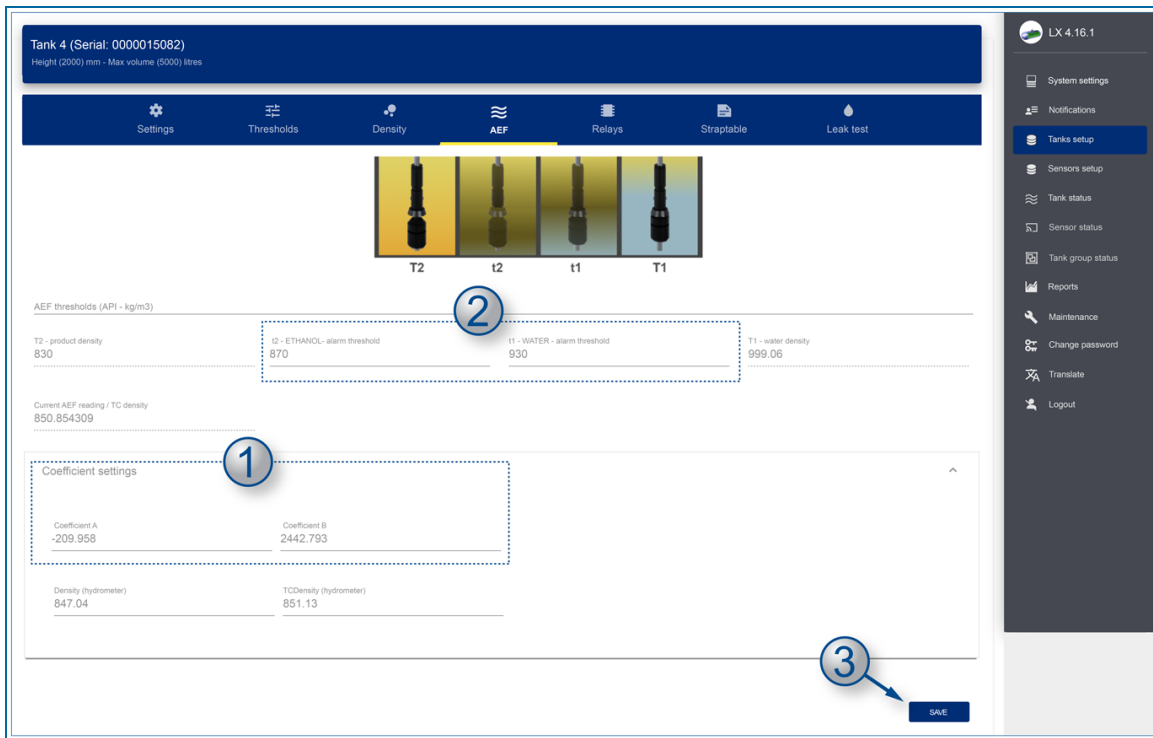 Tank 4 (Serial: 0000015082)
Height (2000) mm - Max volume (5000) litres
Settings
Thresholds
Density
AEF
Relays
Straptable
Leak test
T2
t2
t1
T1
AEF thresholds (API - kg/m3)
2
T2 - product density
830
t2 - ETHANOL- alarm threshold
870
t1 - WATER - alarm threshold
930
T1 - water density
999.06
Current AEF reading / TC density
850.854309
1
Coefficient settings
Coefficient A
-209.958
Coefficient B
2442.793
Density (hydrometer)
847.04
TCDensity (hydrometer)
851.13
3
SAVE
LX 4.16.1
System settings
Notifications
Tanks setup
Sensors setup
Tank status
Sensor status
Tank group status
Reports
Maintenance
Change password
Translate
Logout